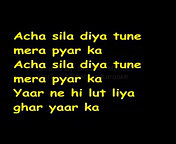 Acha sila diya tune
mera pyar ka
Acha sila diya tune
mera pyar ka
Yaar ne hi lut liya
ghar yaar ka